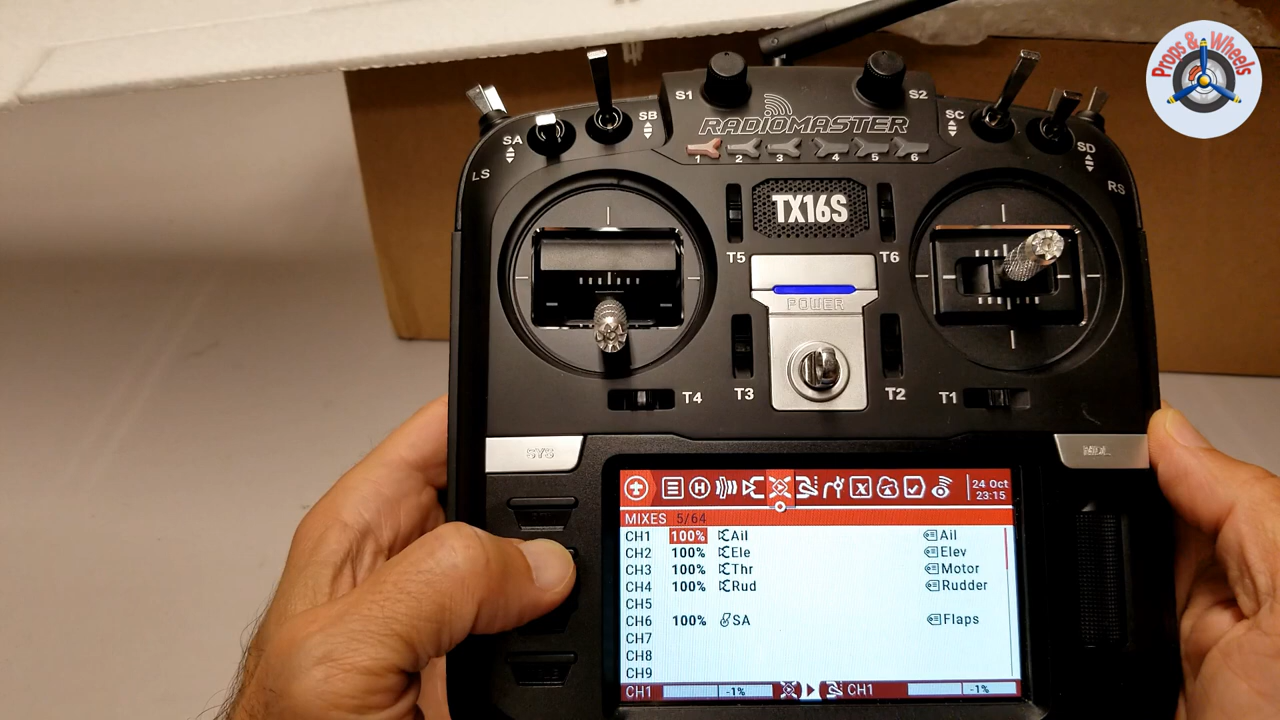 Props & Wheels
S1
S2
SB
SC
SA
SD
LS
RS
RADIOMASTER
1 2 3 4 5 6
TX16S
T5
T6
POWER
T4
T3
T2
T1
SYS
MDL
24 Oct
23:15
MIXES 5/64
CH1 100% Ail Ail
CH2 100% Ele Elev
CH3 100% Thr Motor
CH4 100% Rud Rudder
CH5
CH6 100% SA Flaps
CH7
CH8
CH9
CH1 -1% CH1 -1%